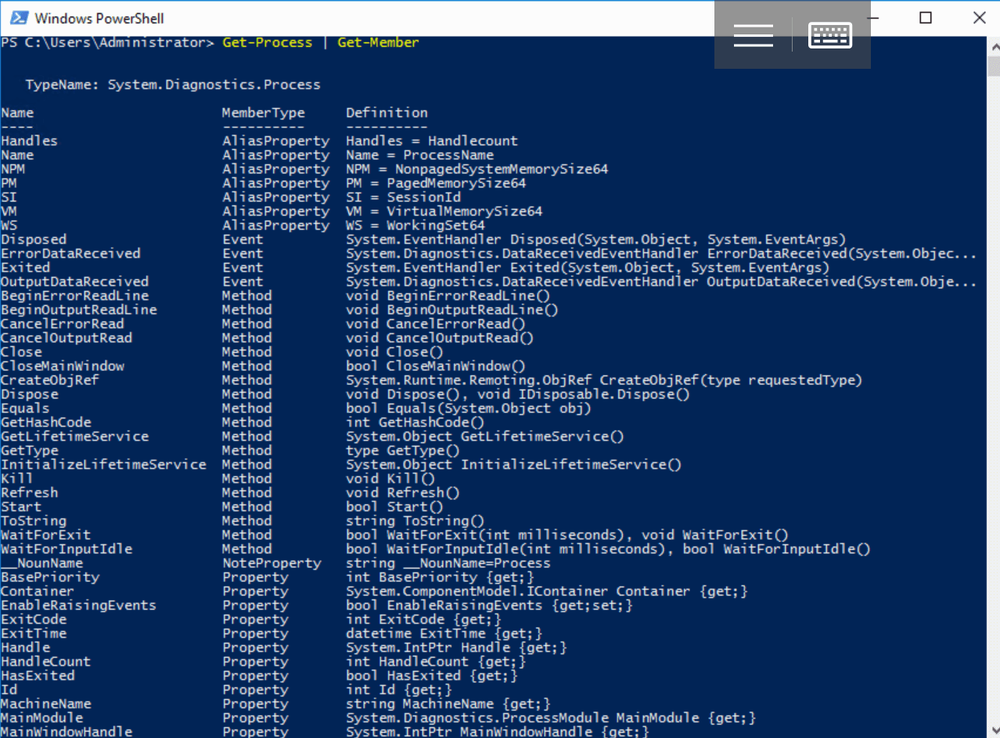 Windows PowerShell
PS C:\Users\Administrator> Get-Process | Get-Member
TypeName: System.Diagnostics.Process
Name MemberType Definition
---- ---------- ----------
Handles AliasProperty Handles = Handlecount
Name AliasProperty Name = ProcessName
NPM AliasProperty NPM = NonpagedSystemMemorySize64
PM AliasProperty PM = PagedMemorySize64
SI AliasProperty SI = SessionId
VM AliasProperty VM = VirtualMemorySize64
WS AliasProperty WS = WorkingSet64
Disposed Event System.EventHandler Disposed(System.Object, System.EventArgs)
ErrorDataReceived Event System.Diagnostics.DataReceivedEventHandler ErrorDataReceived(System.Objec...
Exited Event System.EventHandler Exited(System.Object, System.EventArgs)
OutputDataReceived Event System.Diagnostics.DataReceivedEventHandler OutputDataReceived(System.Obje...
BeginErrorReadLine Method void BeginErrorReadLine()
BeginOutputReadLine Method void BeginOutputReadLine()
CancelErrorRead Method void CancelErrorRead()
CancelOutputRead Method void CancelOutputRead()
Close Method void Close()
CloseMainWindow Method bool CloseMainWindow()
CreateObjRef Method System.Runtime.Remoting.ObjRef CreateObjRef(type requestedType)
Dispose Method void Dispose(), void IDisposable.Dispose()
Equals Method bool Equals(System.Object obj)
GetHashCode Method int GetHashCode()
GetLifetimeService Method System.Object GetLifetimeService()
GetType Method type GetType()
InitializeLifetimeService Method System.Object InitializeLifetimeService()
Kill Method void Kill()
Refresh Method void Refresh()
Start Method bool Start()
ToString Method string ToString()
WaitForExit Method bool WaitForExit(int milliseconds), void WaitForExit()
WaitForInputIdle Method bool WaitForInputIdle(int milliseconds), bool WaitForInputIdle()
__NounName NoteProperty string __NounName=Process
BasePriority Property int BasePriority {get;}
Container Property System.ComponentModel.IContainer Container {get;}
EnableRaisingEvents Property bool EnableRaisingEvents {get;set;}
ExitCode Property int ExitCode {get;}
ExitTime Property datetime ExitTime {get;}
Handle Property System.IntPtr Handle {get;}
HandleCount Property int HandleCount {get;}
HasExited Property bool HasExited {get;}
Id Property int Id {get;}
MachineName Property string MachineName {get;}
MainModule Property System.Diagnostics.ProcessModule MainModule {get;}
MainWindowHandle Property System.IntPtr MainWindowHandle {get;}